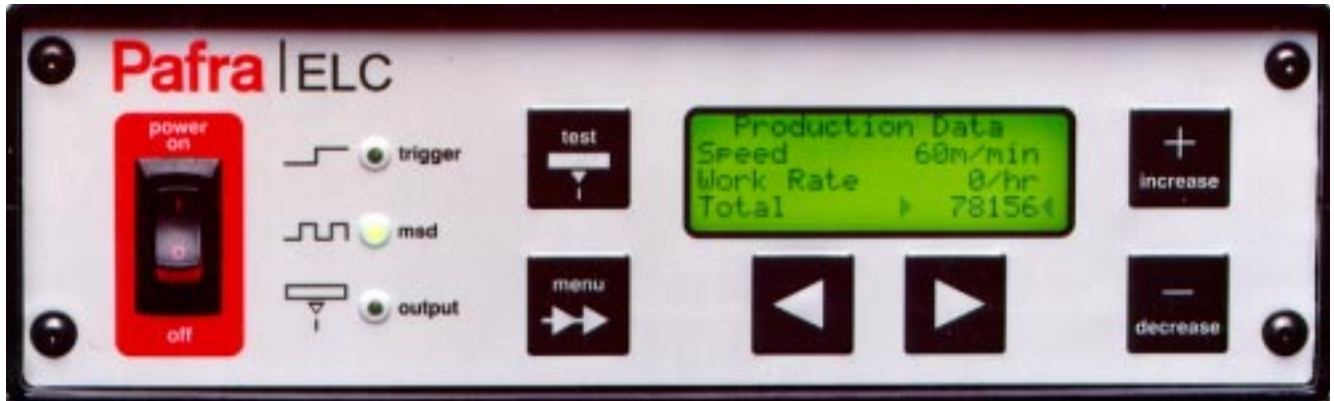 Pafra | ELC
power
on
off
trigger
msd
output
test
menu
Production Data
Speed 60m/min
Work Rate 0/hr
Total 78156
+
increase
−
decrease